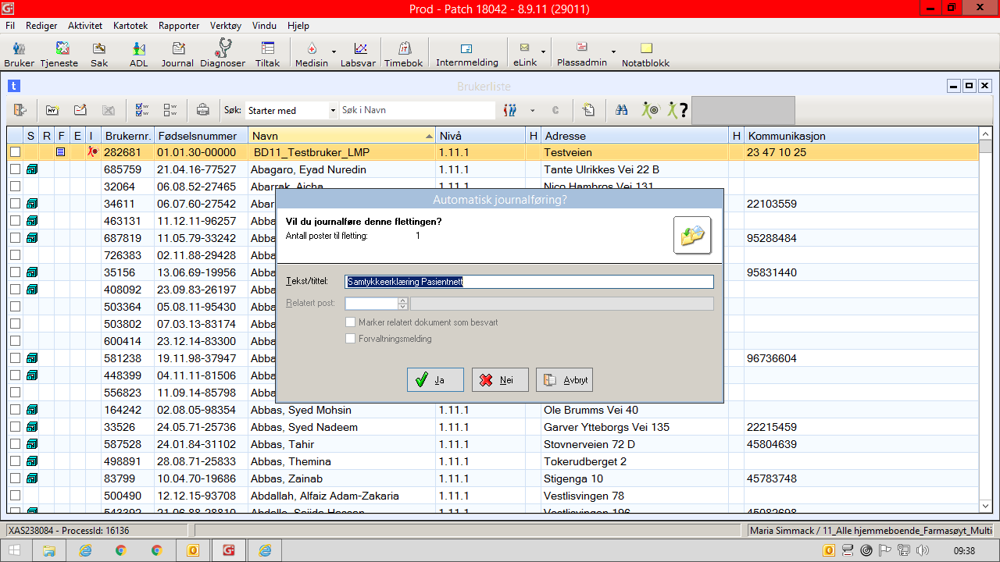 Prod - Patch 18042 - 8.9.11 (29011)
Fil Rediger Aktivitet Kartotek Rapporter Verktøy Vindu Hjelp
Bruker Tjeneste Sak ADL Journal Diagnoser Tiltak Medisin Labsvar Timebok Internmelding eLink Plassadmin Notatblokk
t Brukerliste
NY Søk: Starter med Søk i Navn C ?
S R F E I Brukernr. Fødselsnummer Navn Nivå H Adresse H Kommunikasjon
282681 01.01.30-00000 BD11_Testbruker_LMP 1.11.1 Testveien 23 47 10 25
685759 21.04.16-77527 Abagaro, Eyad Nuredin 1.11.1 Tante Ulrikkes Vei 22 B
32064 06.08.52-27465 Abarrak, Aicha 1.11.1 Nico Hambros Vei 131
34611 06.07.60-27542 Abar 22103559
463131 11.12.11-96257 Abba
687819 11.05.79-33242 Abba 95288484
726383 02.11.88-29428 Abba
35156 13.06.69-19956 Abba 95831440
408092 23.09.83-26197 Abba
503364 05.08.11-95430 Abba
503802 07.03.13-83174 Abba
600414 23.12.14-83300 Abba
581238 19.11.98-37947 Abba 96736604
448399 04.11.11-81506 Abba
556823 11.09.14-85798 Abba
164242 02.08.05-98354 Abbas, Syed Mohsin 1.11.1 Ole Brumms Vei 40
33526 24.05.71-25736 Abbas, Syed Nadeem 1.11.1 Garver Ytteborgs Vei 135 22215459
587528 24.01.84-31102 Abbas, Tahir 1.11.1 Stovnerveien 72 D 45804639
498891 28.08.71-25833 Abbas, Themina 1.11.1 Tokerudberget 2
83799 10.04.70-19686 Abbas, Zainab 1.11.1 Stigenga 10 45783748
500490 12.12.15-93708 Abdallah, Alfaiz Adam-Zakaria 1.11.1 Vestlisvingen 78
Automatisk journalføring?
Vil du journalføre denne flettingen?
Antall poster til fletting: 1
Tekst/tittel: Samtykkeerklæring Pasientnett
Relatert post:
Marker relatert dokument som besvart
Forvaltningsmelding
Ja Nei Avbryt
XAS238084 - ProcessId: 16136 Maria Simmack / 11_Alle hjemmeboende_Farmasøyt_Multi
09:38